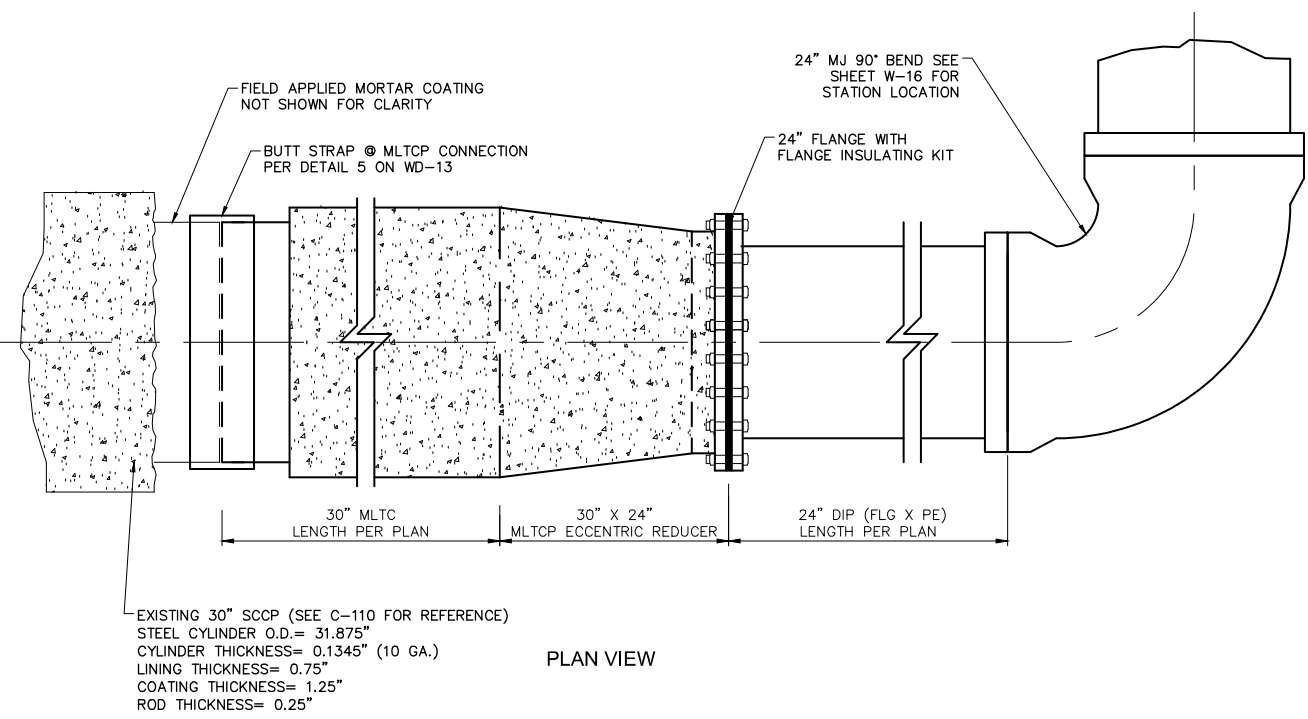 24" MJ 90° BEND SEE
SHEET W-16 FOR
STATION LOCATION
FIELD APPLIED MORTAR COATING
NOT SHOWN FOR CLARITY
24" FLANGE WITH
FLANGE INSULATING KIT
BUTT STRAP @ MLTCP CONNECTION
PER DETAIL 5 ON WD-13
30" MLTC
LENGTH PER PLAN
30" X 24"
MLTCP ECCENTRIC REDUCER
24" DIP (FLG X PE)
LENGTH PER PLAN
EXISTING 30" SCCP (SEE C-110 FOR REFERENCE)
STEEL CYLINDER O.D.= 31.875"
CYLINDER THICKNESS= 0.1345" (10 GA.)
LINING THICKNESS= 0.75"
COATING THICKNESS= 1.25"
ROD THICKNESS= 0.25"
PLAN VIEW